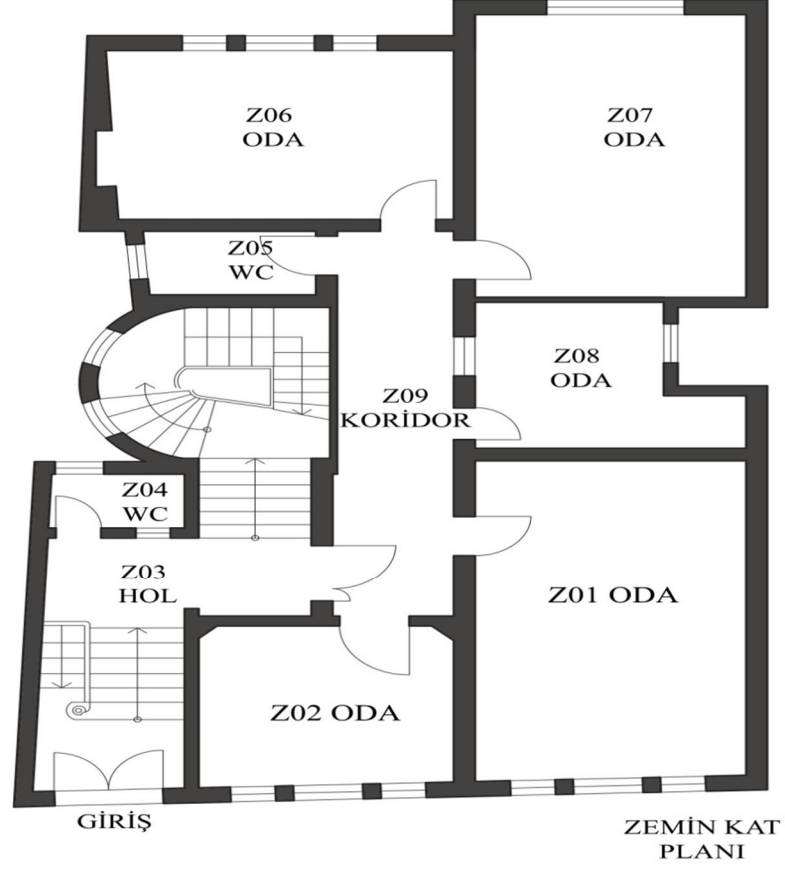 Z06
ODA
Z07
ODA
Z05
WC
Z08
ODA
Z09
KORİDOR
Z04
WC
Z03
HOL
Z01 ODA
Z02 ODA
GİRİŞ
ZEMİN KAT
PLANI